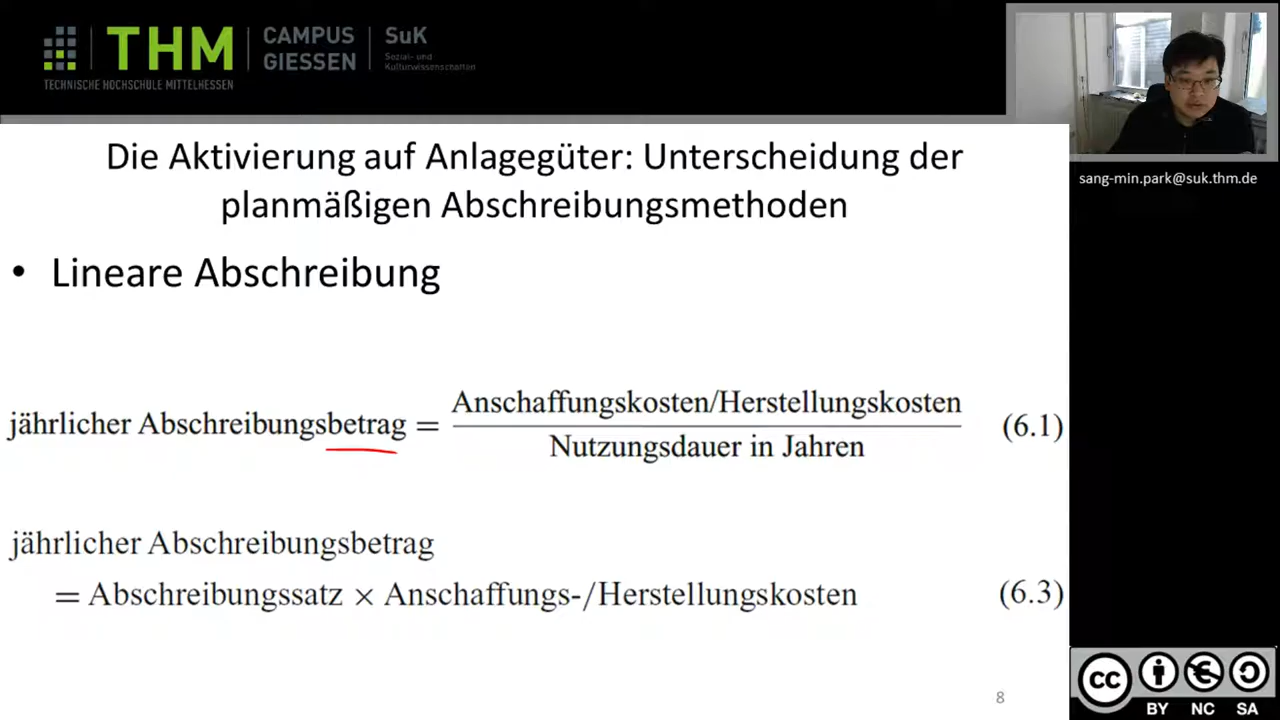 THM
CAMPUS
GIESSEN
SuK
Sozial- und
Kulturwissenschaften
TECHNISCHE HOCHSCHULE MITTELHESSEN
sang-min.park@suk.thm.de
Die Aktivierung auf Anlagegüter: Unterscheidung der
planmäßigen Abschreibungsmethoden
• Lineare Abschreibung
jährlicher Abschreibungsbetrag = Anschaffungskosten/Herstellungskosten
Nutzungsdauer in Jahren
(6.1)
jährlicher Abschreibungsbetrag
= Abschreibungssatz × Anschaffungs-/Herstellungskosten (6.3)
8
CC
BY NC SA